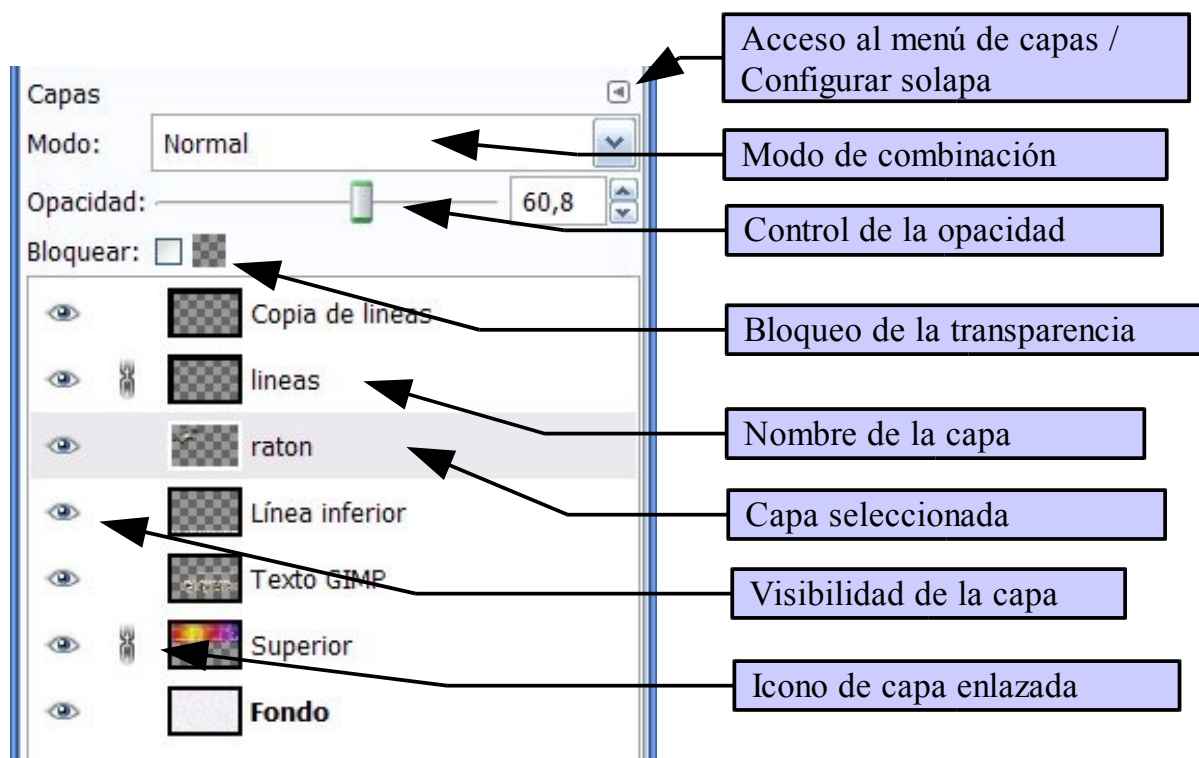 Acceso al menú de capas /
Configurar solapa
Capas
Modo: Normal
Modo de combinación
Opacidad: 60,8
Control de la opacidad
Bloquear:
Copia de lineas
Bloqueo de la transparencia
lineas
Nombre de la capa
raton
Línea inferior
Capa seleccionada
Texto GIMP
Visibilidad de la capa
Superior
Icono de capa enlazada
Fondo